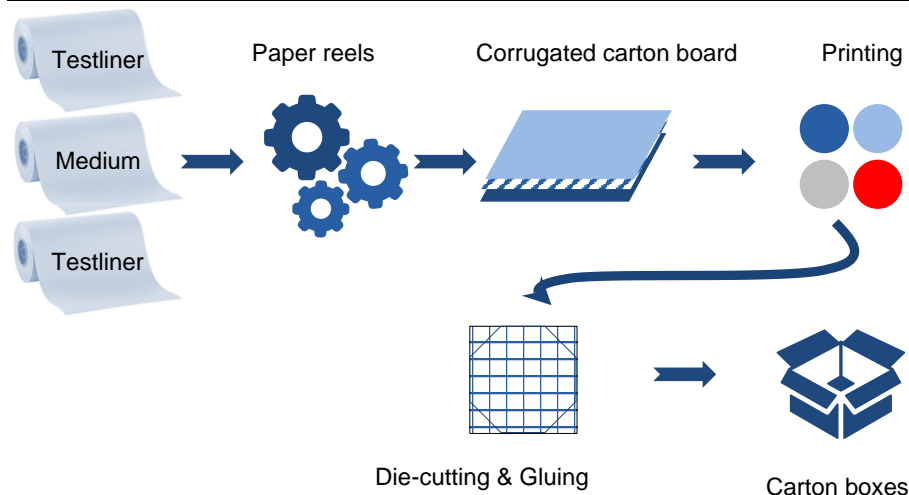 Testliner
Paper reels
Corrugated carton board
Printing
Medium
Testliner
Die-cutting & Gluing
Carton boxes